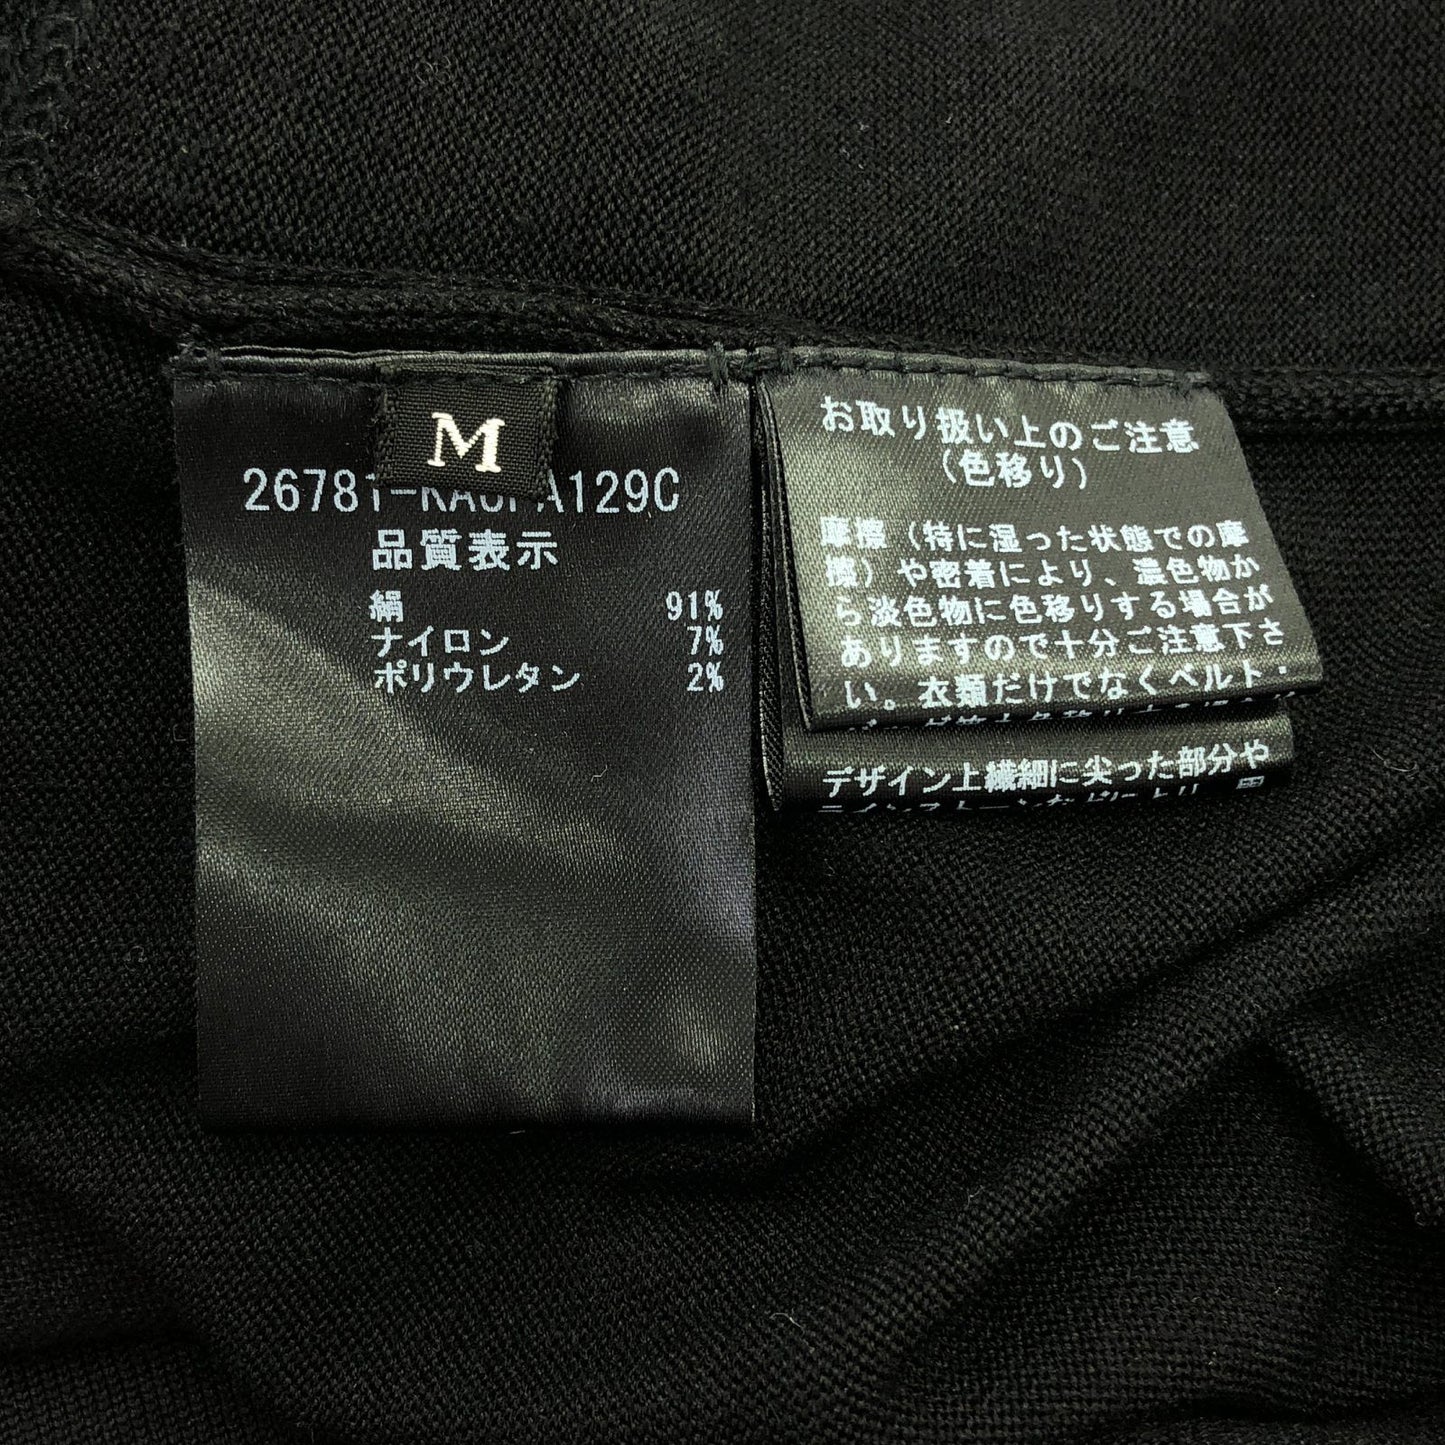 M
26781-KA0FA129C
品質表示
絹 91%
ナイロン 7%
ポリウレタン 2%
お取り扱い上のご注意
(色移り)
摩擦(特に湿った状態での摩
擦)や密着により、濃色物か
ら淡色物に色移りする場合が
ありますので十分ご注意下さ
い。衣類だけでなくベルト・
デザイン上繊細に尖った部分や